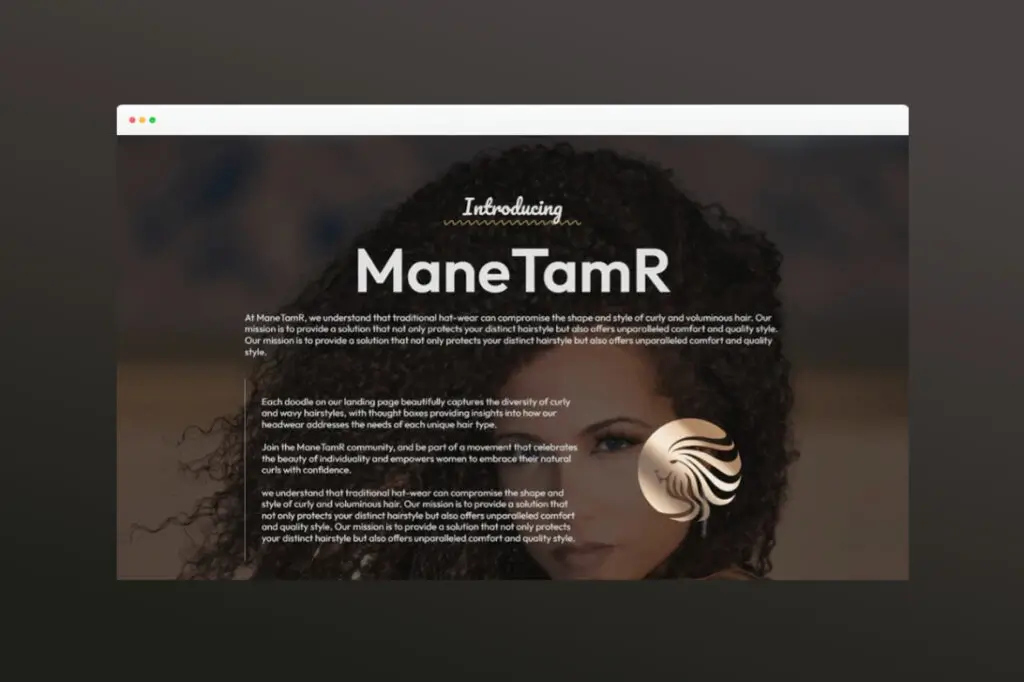 Introducing
ManeTamR
At ManeTamR, we understand that traditional hat-wear can compromise the shape and style of curly and voluminous hair. Our
mission is to provide a solution that not only protects your distinct hairstyle but also offers unparalleled comfort and quality style.
Our mission is to provide a solution that not only protects your distinct hairstyle but also offers unparalleled comfort and quality
style.
Each doodle on our landing page beautifully captures the diversity of curly
and wavy hairstyles, with thought boxes providing insights into how our
headwear addresses the needs of each unique hair type.
Join the ManeTamR community, and be part of a movement that celebrates
the beauty of individuality and empowers women to embrace their natural
curls with confidence.
we understand that traditional hat-wear can compromise the shape and
style of curly and voluminous hair. Our mission is to provide a solution that
not only protects your distinct hairstyle but also offers unparalleled comfort
and quality style. Our mission is to provide a solution that not only protects
your distinct hairstyle but also offers unparalleled comfort and quality style.